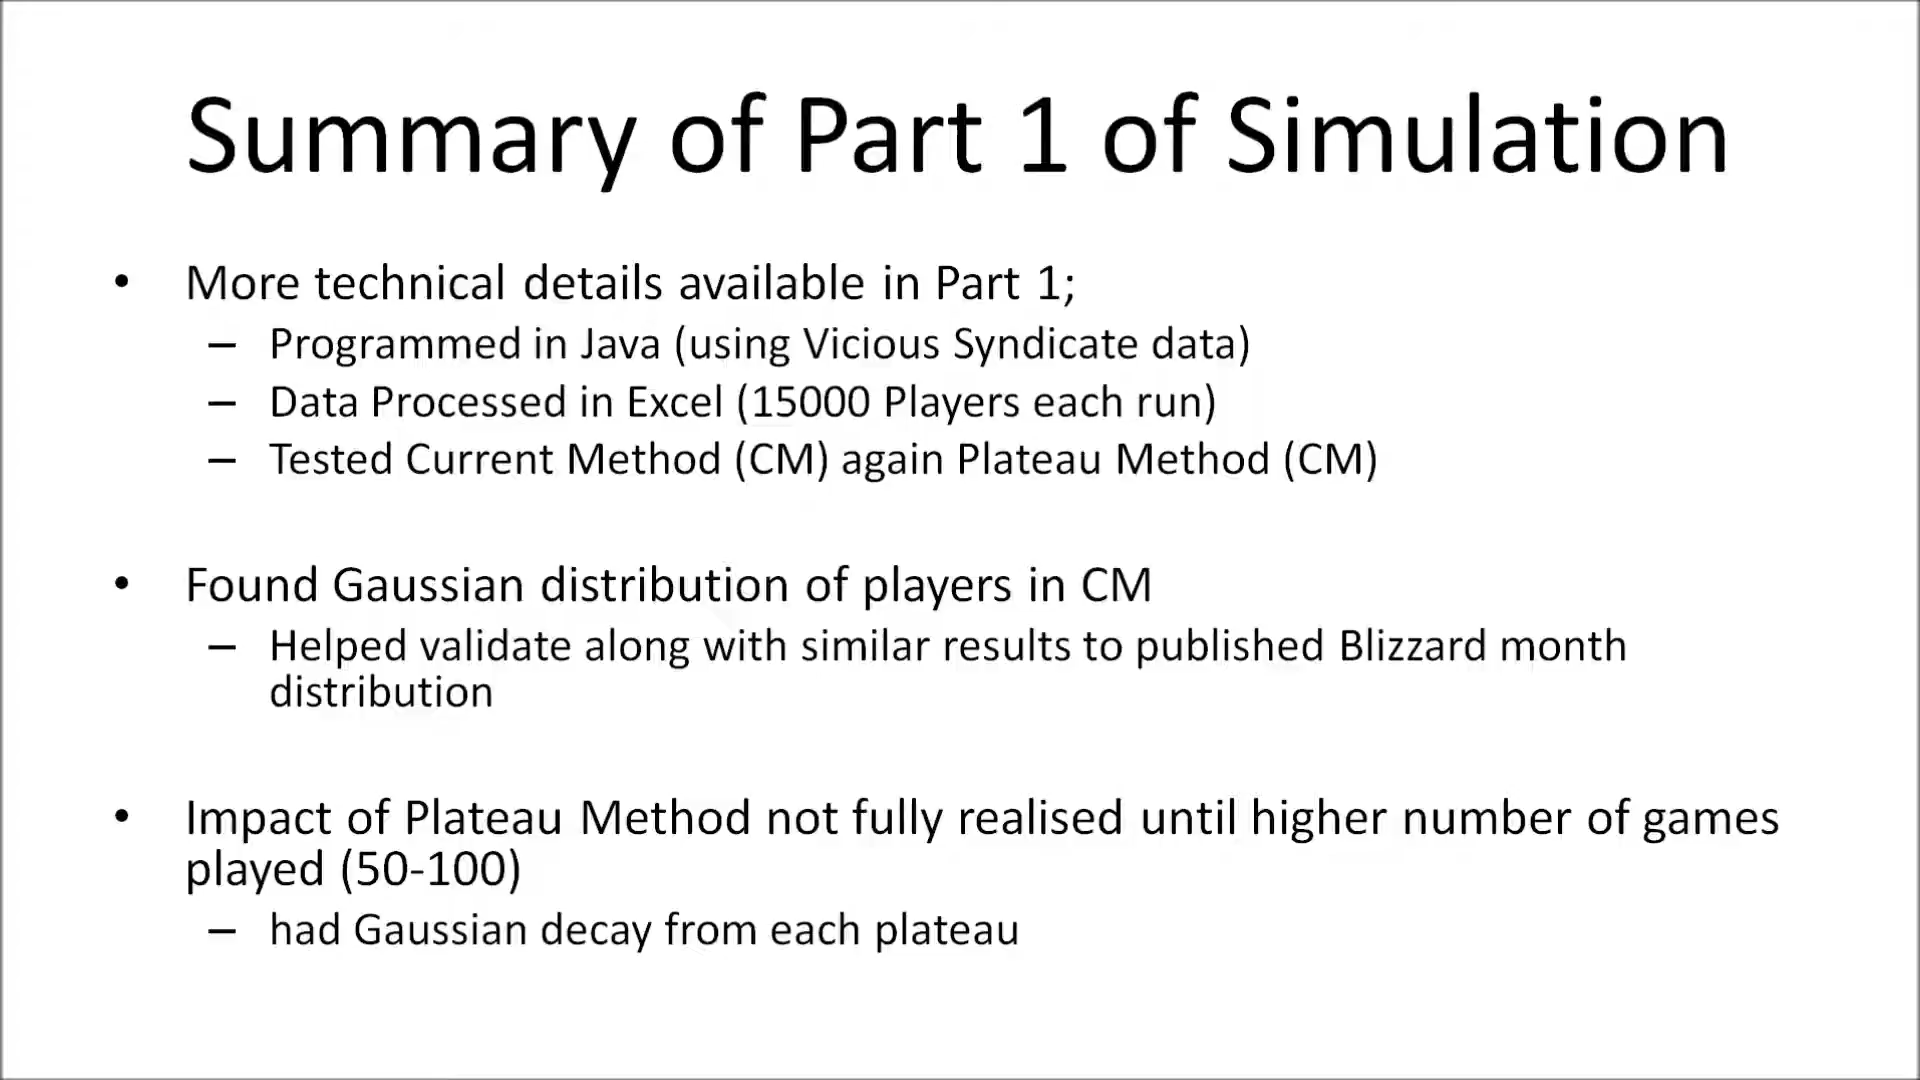 Summary of Part 1 of Simulation
• More technical details available in Part 1;
– Programmed in Java (using Vicious Syndicate data)
– Data Processed in Excel (15000 Players each run)
– Tested Current Method (CM) again Plateau Method (CM)
• Found Gaussian distribution of players in CM
– Helped validate along with similar results to published Blizzard month
distribution
• Impact of Plateau Method not fully realised until higher number of games
played (50-100)
– had Gaussian decay from each plateau